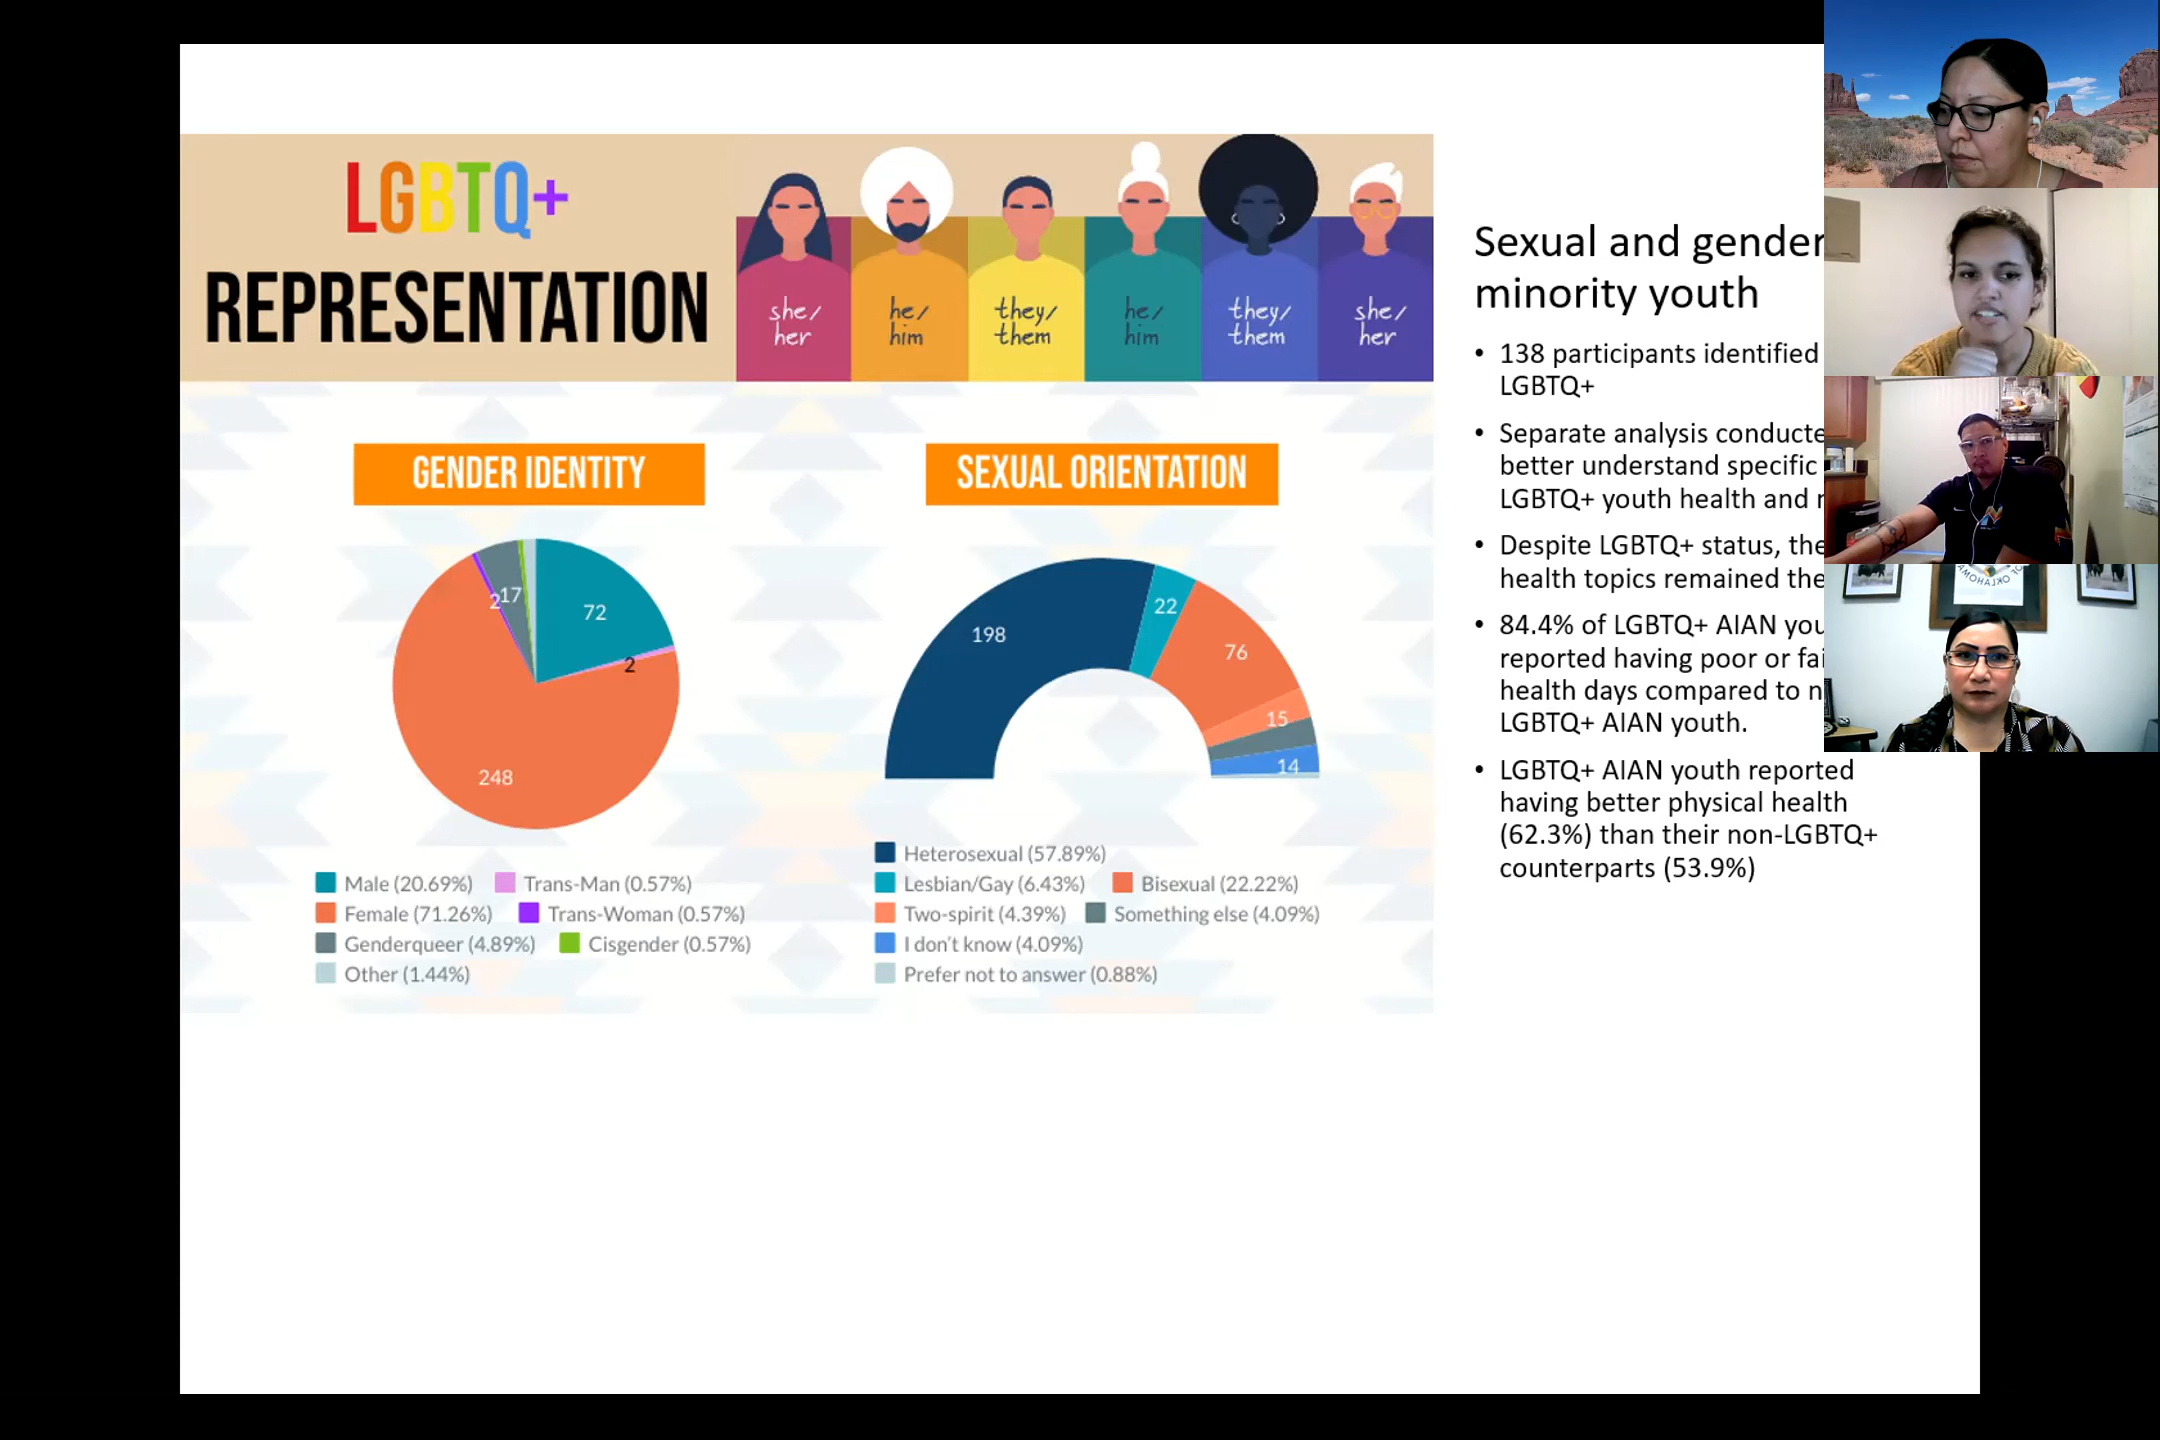 LGBTQ+
REPRESENTATION
she/
her
he/
him
they/
them
he/
him
they/
them
she/
her
GENDER IDENTITY
2
17
72
2
248
Male (20.69%) Trans-Man (0.57%)
Female (71.26%) Trans-Woman (0.57%)
Genderqueer (4.89%) Cisgender (0.57%)
Other (1.44%)
SEXUAL ORIENTATION
198
22
76
15
14
Heterosexual (57.89%)
Lesbian/Gay (6.43%) Bisexual (22.22%)
Two-spirit (4.39%) Something else (4.09%)
I don't know (4.09%)
Prefer not to answer (0.88%)
Sexual and gender
minority youth
• 138 participants identified
LGBTQ+
• Separate analysis conducte
better understand specific
LGBTQ+ youth health and
• Despite LGBTQ+ status, the
health topics remained the
• 84.4% of LGBTQ+ AIAN you
reported having poor or fai
health days compared to n
LGBTQ+ AIAN youth.
• LGBTQ+ AIAN youth reported
having better physical health
(62.3%) than their non-LGBTQ+
counterparts (53.9%)
OF OKLAHOMA